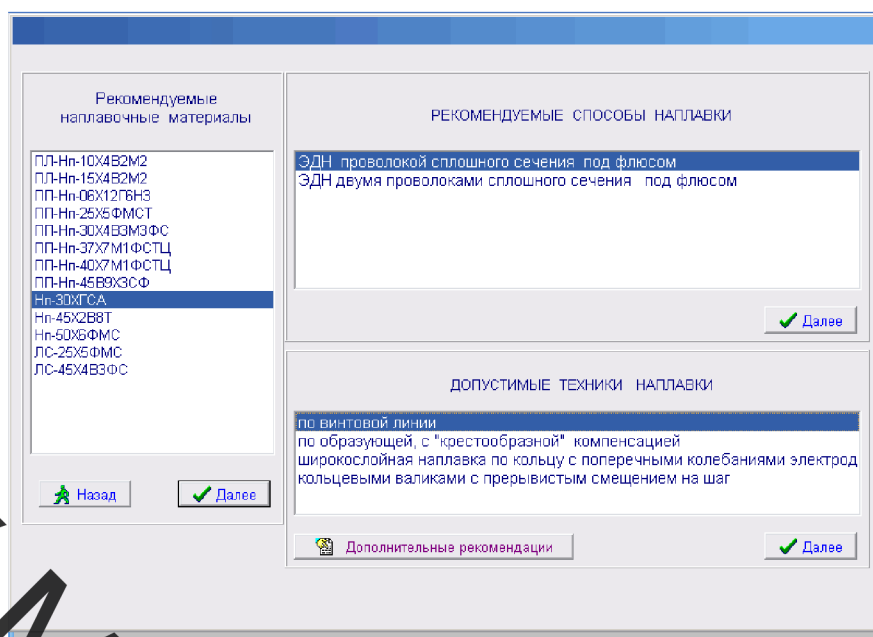 Рекомендуемые
наплавочные материалы
ПЛ-Нп-10Х4В2М2
ПЛ-Нп-15Х4В2М2
ПП-Нп-06Х12Г6Н3
ПП-Нп-25Х5ФМСТ
ПП-Нп-30Х4В3М3ФС
ПП-Нп-37Х7М1ФСТЦ
ПП-Нп-40Х7М1ФСТЦ
ПП-Нп-45В9Х3СФ
Нп-30ХГСА
Нп-45Х2В8Т
Нп-50Х6ФМС
ЛС-25Х5ФМС
ЛС-45Х4В3ФС
Назад
Далее
РЕКОМЕНДУЕМЫЕ СПОСОБЫ НАПЛАВКИ
ЭДН проволокой сплошного сечения под флюсом
ЭДН двумя проволоками сплошного сечения под флюсом
Далее
ДОПУСТИМЫЕ ТЕХНИКИ НАПЛАВКИ
по винтовой линии
по образующей, с "крестообразной" компенсацией
широкослойная наплавка по кольцу с поперечными колебаниями электрод
кольцевыми валиками с прерывистым смещением на шаг
Дополнительные рекомендации
Далее